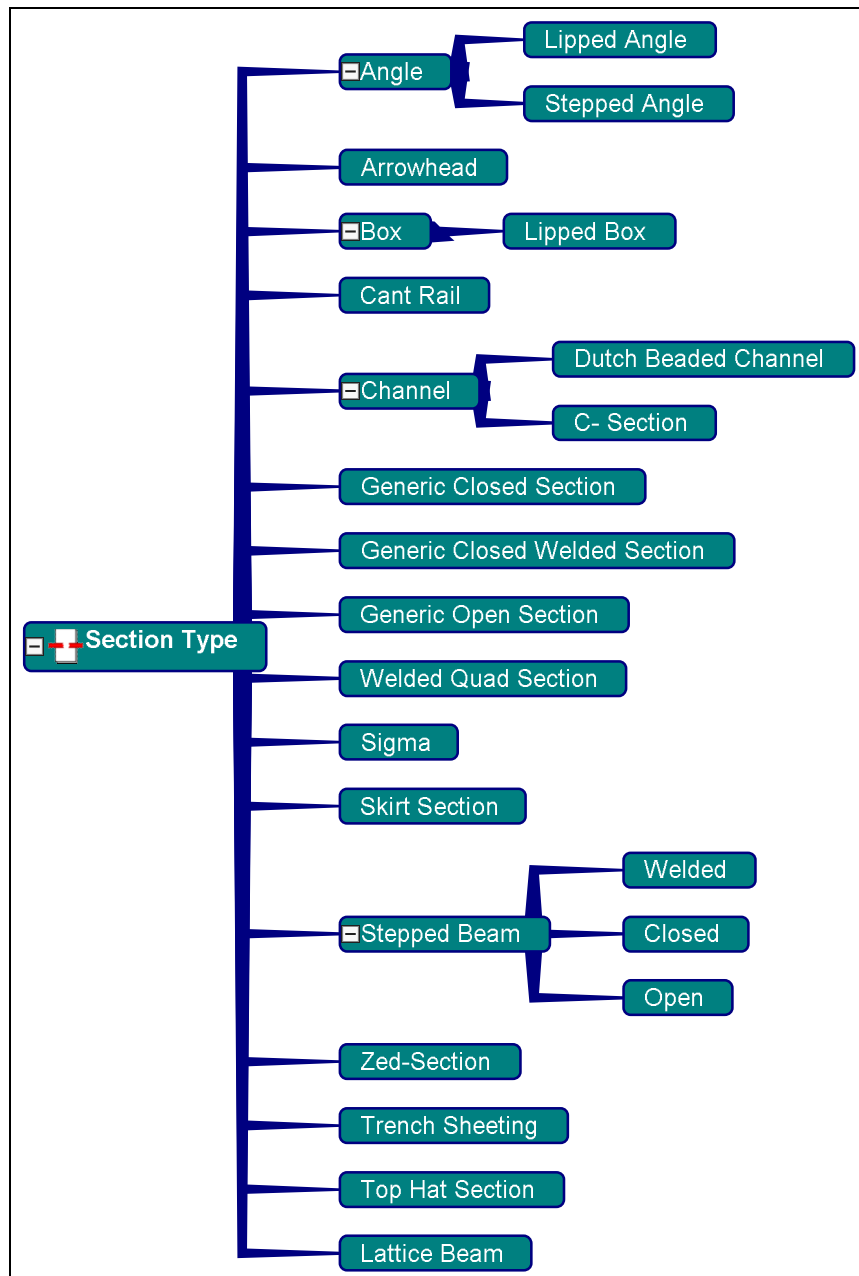 Section Type
Angle
Lipped Angle
Stepped Angle
Arrowhead
Box
Lipped Box
Cant Rail
Channel
Dutch Beaded Channel
C- Section
Generic Closed Section
Generic Closed Welded Section
Generic Open Section
Welded Quad Section
Sigma
Skirt Section
Stepped Beam
Welded
Closed
Open
Zed-Section
Trench Sheeting
Top Hat Section
Lattice Beam